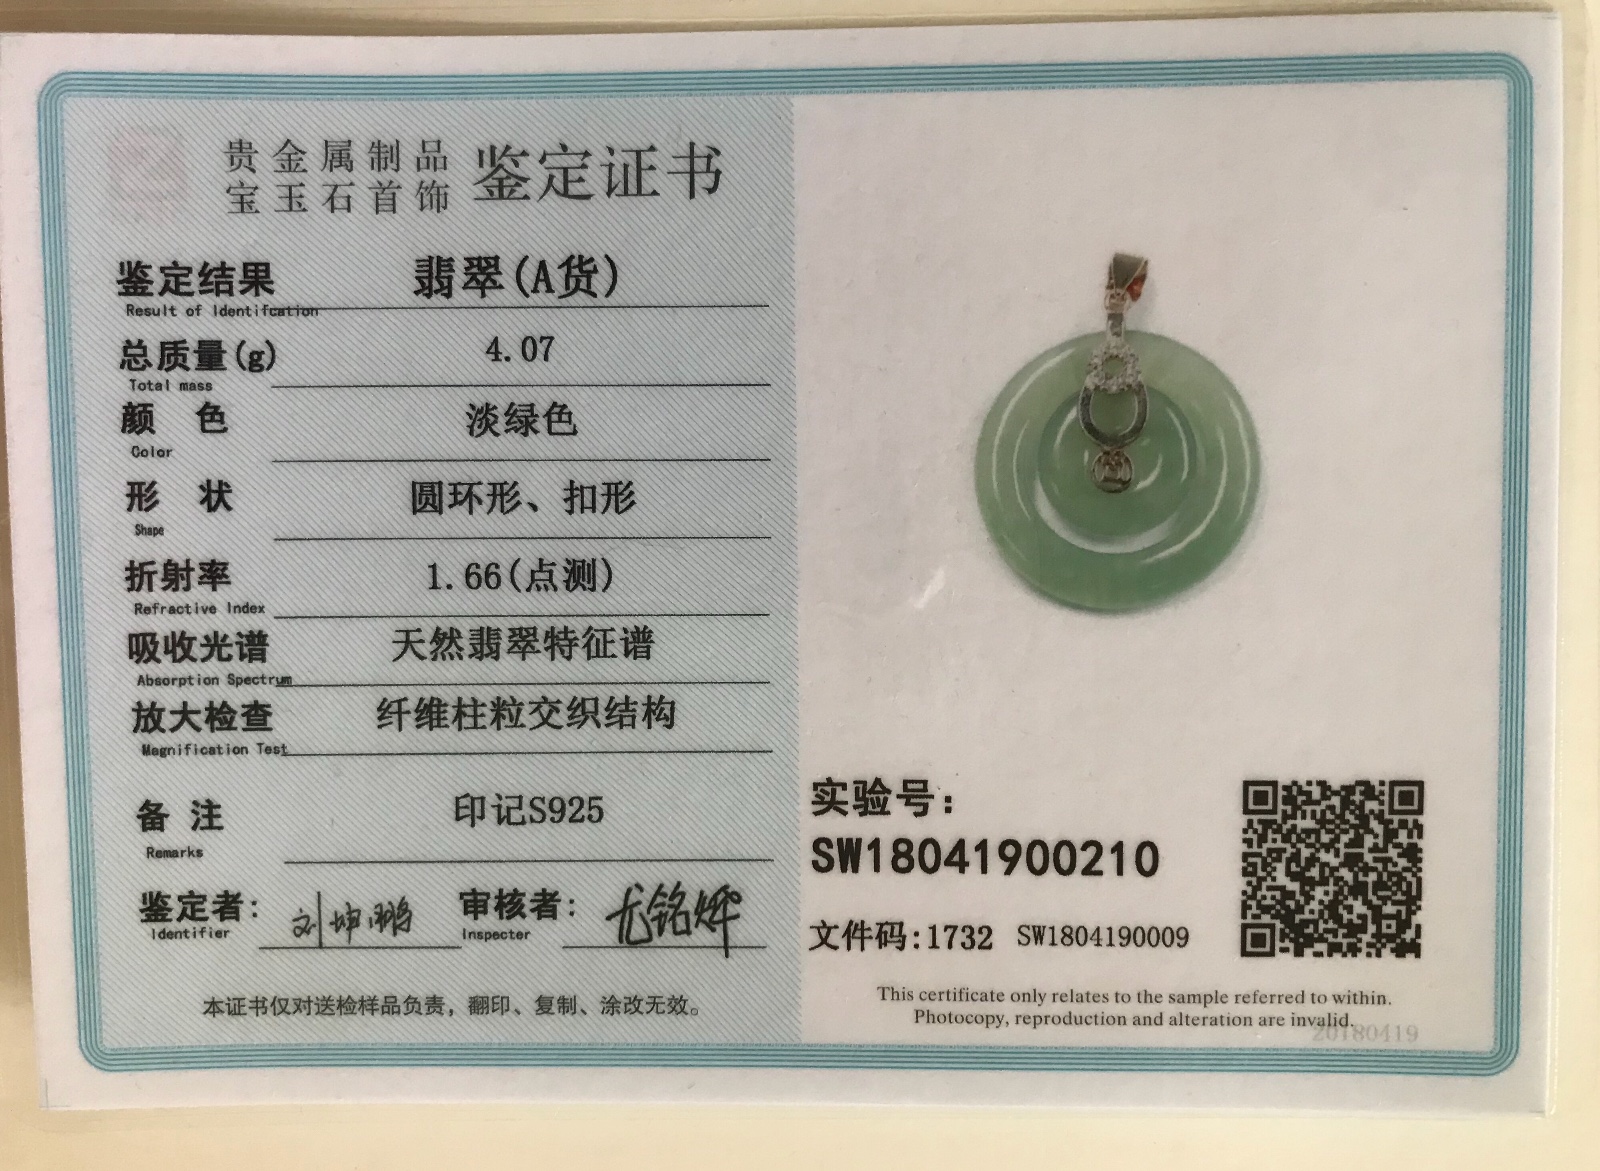 贵金属制品
宝玉石首饰
鉴定证书
鉴定结果 翡翠(A货)
Result of Identifcation
总质量(g) 4.07
Total mass
颜 色 淡绿色
Color
形 状 圆环形、扣形
Shape
折射率 1.66(点测)
Refractive Index
吸收光谱 天然翡翠特征谱
Absorption Spectrum
放大检查 纤维柱粒交织结构
Magnification Test
备 注 印记S925
Remarks
鉴定者: 刘坤鹏 审核者: 尤铭烨
Identifier Inspecter
本证书仅对送检样品负责，翻印、复制、涂改无效。
实验号:
SW18041900210
文件码:1732 SW1804190009
This certificate only relates to the sample referred to within.
Photocopy, reproduction and alteration are invalid.
20180419